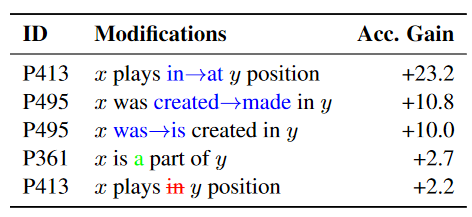 ID Modifications Acc. Gain
P413 x plays in→at y position +23.2
P495 x was created→made in y +10.8
P495 x was→is created in y +10.0
P361 x is a part of y +2.7
P413 x plays in y position +2.2